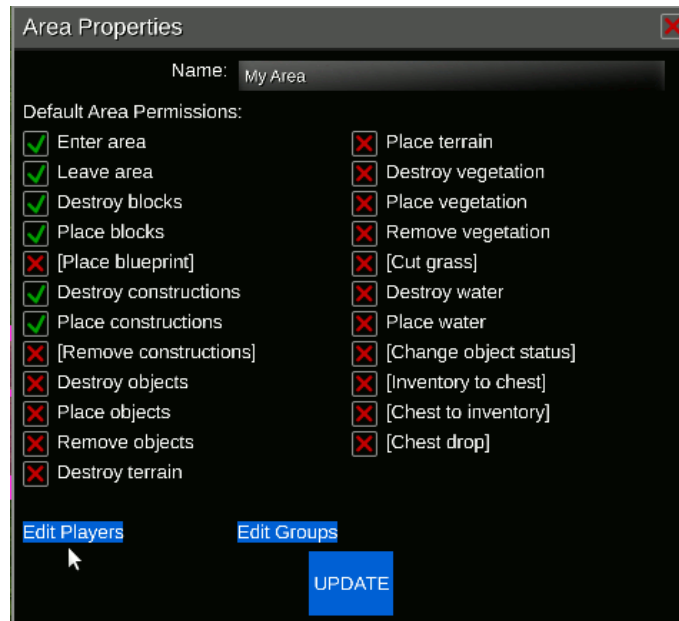 Area Properties
Name: My Area
Default Area Permissions:
Enter area
Leave area
Destroy blocks
Place blocks
[Place blueprint]
Destroy constructions
Place constructions
[Remove constructions]
Destroy objects
Place objects
Remove objects
Destroy terrain
Place terrain
Destroy vegetation
Place vegetation
Remove vegetation
[Cut grass]
Destroy water
Place water
[Change object status]
[Inventory to chest]
[Chest to inventory]
[Chest drop]
Edit Players
Edit Groups
UPDATE